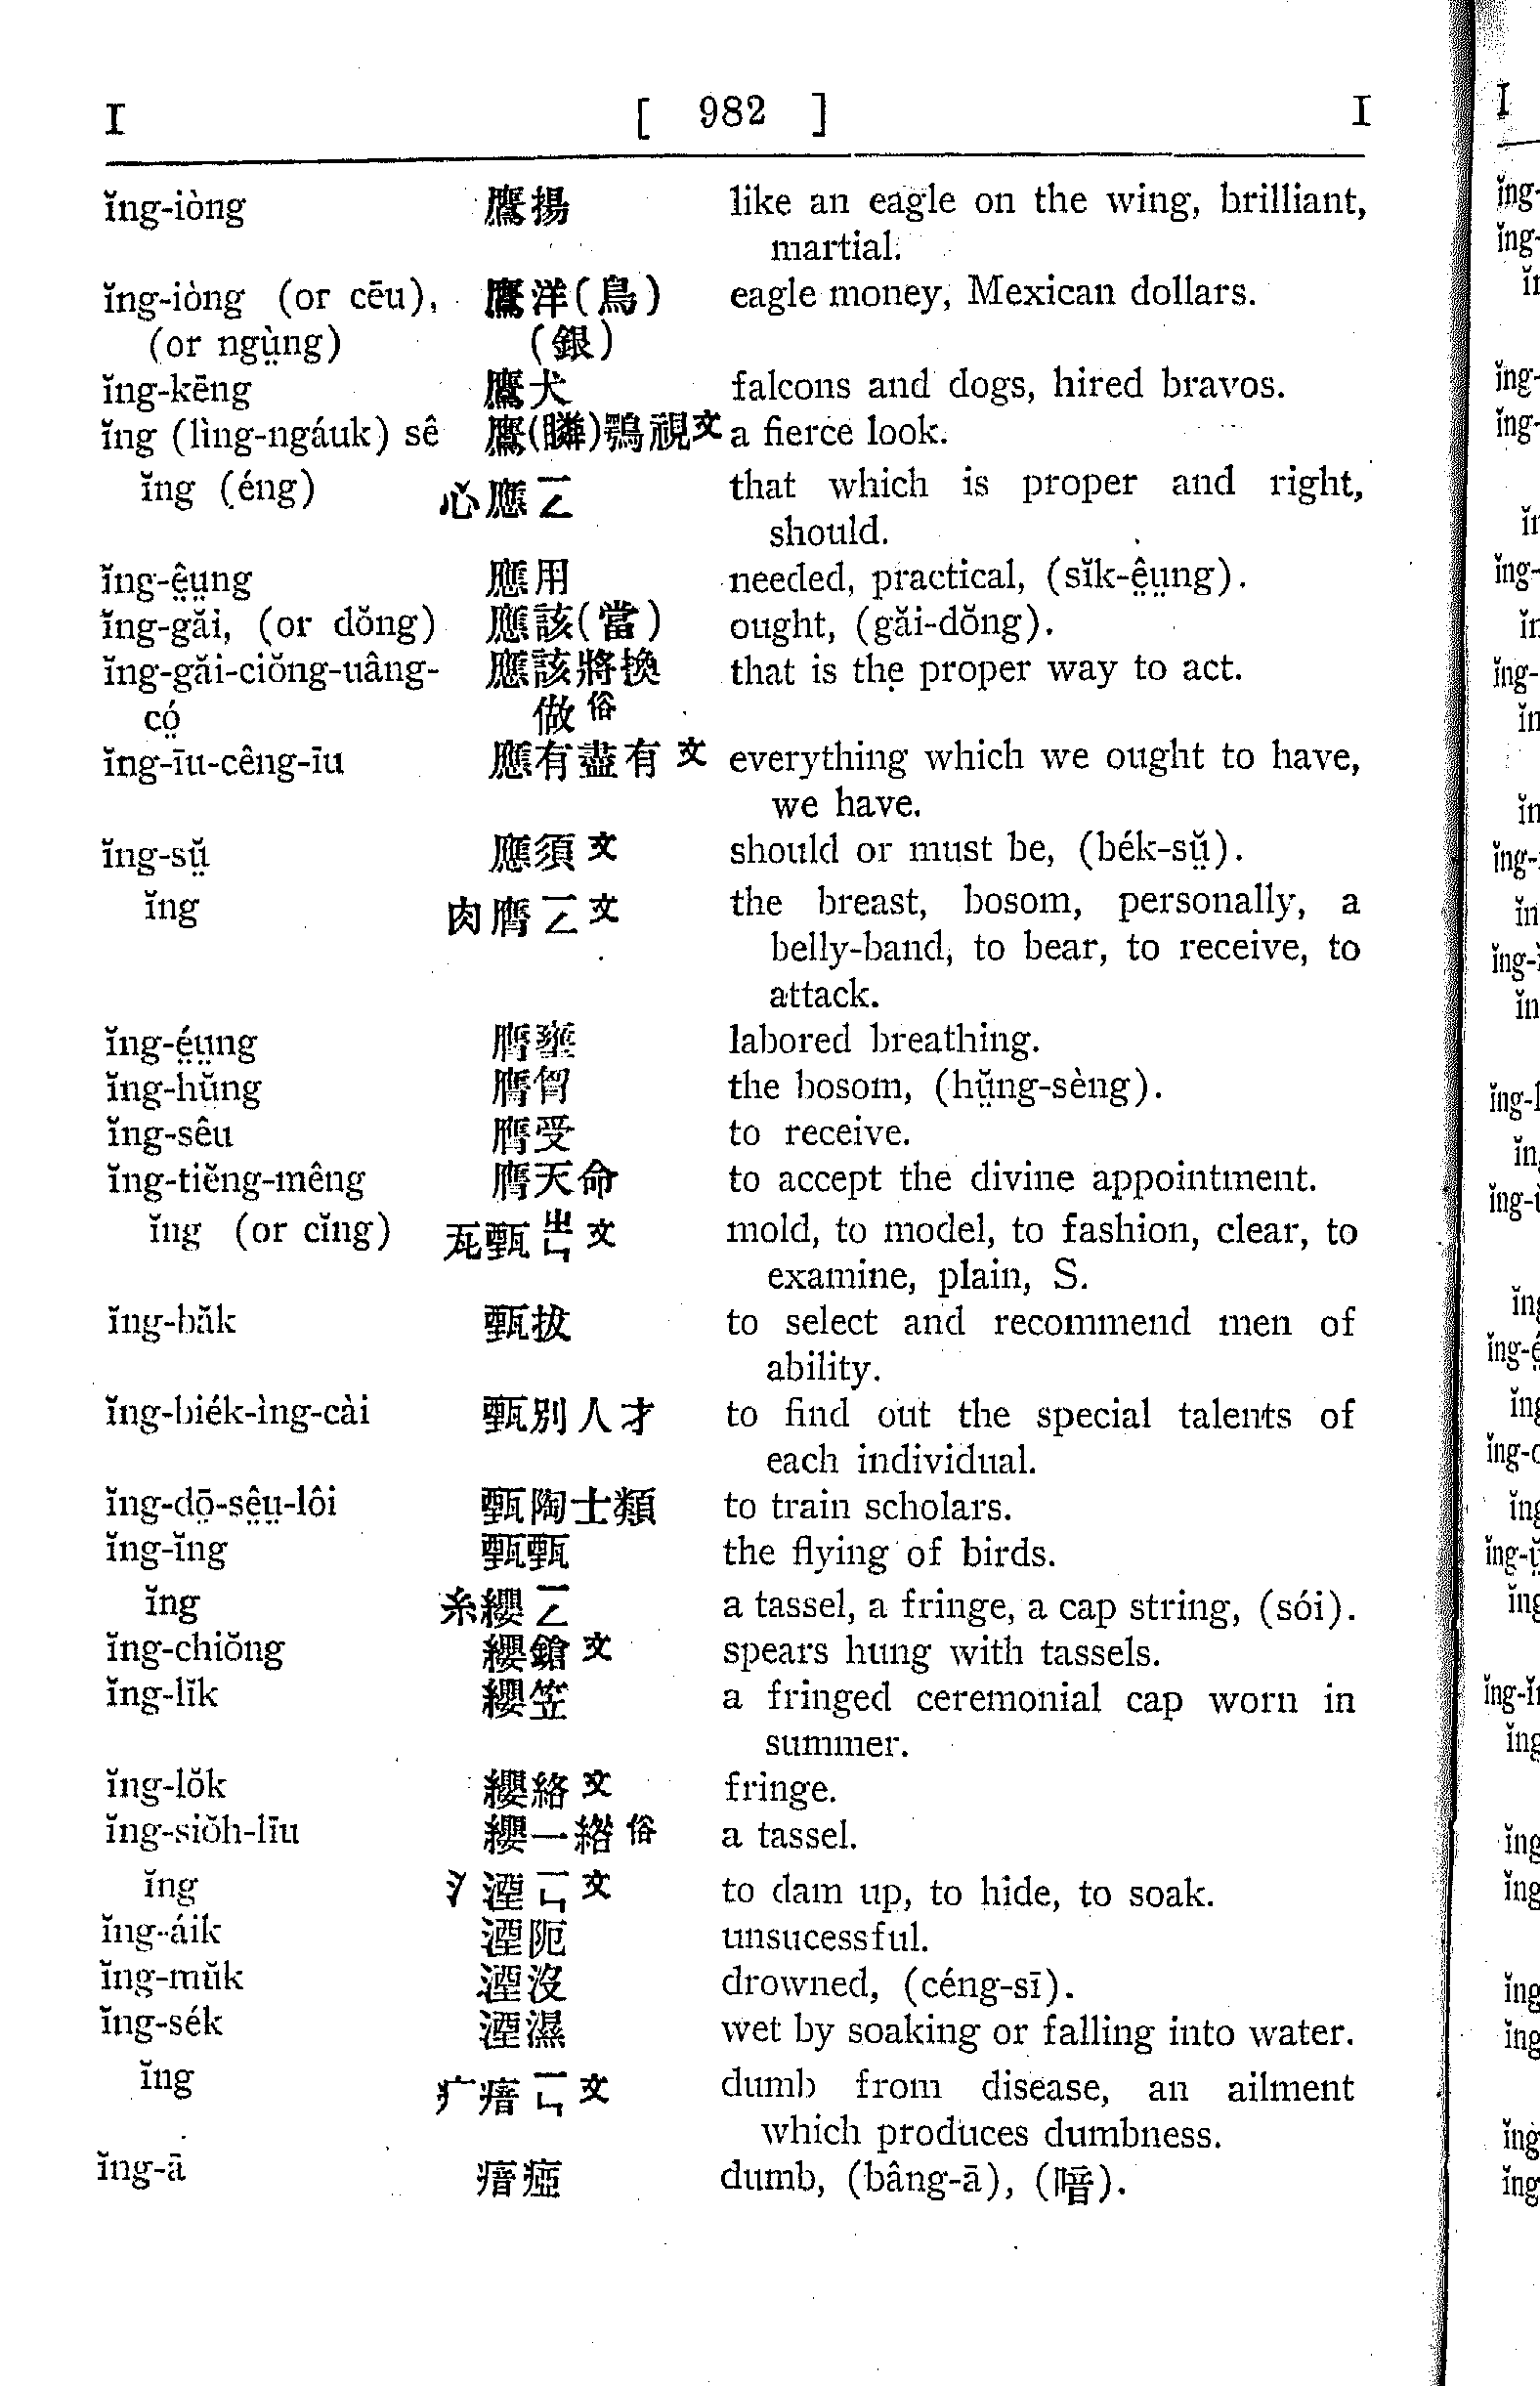 I [ 982 ] I
ĭng-iòng 鷹揚 like an eagle on the wing, brilliant,
martial.
ĭng-iòng (or cēu), 鷹洋(鳥) eagle money, Mexican dollars.
(or ngṳ̀ng) (銀)
ĭng-kēng 鷹犬 falcons and dogs, hired bravos.
ĭng (lìng-ngáuk) sê 鷹(瞵)鶚視文 a fierce look.
ĭng (éng) 心應 that which is proper and right,
should.
ĭng-ê̤ṳng 應用 needed, practical, (sĭk-ê̤ṳng).
ĭng-găi, (or dŏng) 應該(當) ought, (găi-dŏng).
ĭng-găi-ciŏng-uâng- 應該將換 that is the proper way to act.
có̤ 做俗
ĭng-īu-cêng-īu 應有盡有文 everything which we ought to have,
we have.
ĭng-sṳ̆ 應須文 should or must be, (bék-sṳ̆).
ĭng 肉膺文 the breast, bosom, personally, a
belly-band, to bear, to receive, to
attack.
ĭng-é̤ṳng 膺壅 labored breathing.
ĭng-hŭng 膺胷 the bosom, (hṳ̆ng-sèng).
ĭng-sêu 膺受 to receive.
ĭng-tiĕng-mêng 膺天命 to accept the divine appointment.
ĭng (or cĭng) 瓦甄出文 mold, to model, to fashion, clear, to
examine, plain, S.
ĭng-băk 甄拔 to select and recommend men of
ability.
ĭng-biék-ìng-cài 甄別人才 to find out the special talents of
each individual.
ĭng-dō̤-sê̤ṳ-lôi 甄陶士類 to train scholars.
ĭng-ĭng 甄甄 the flying of birds.
ĭng 糸纓 a tassel, a fringe, a cap string, (sói).
ĭng-chiŏng 纓鎗文 spears hung with tassels.
ĭng-lĭk 纓笠 a fringed ceremonial cap worn in
summer.
ĭng-lŏk 纓絡文 fringe.
ĭng-siŏh-līu 纓一綹俗 a tassel.
ĭng 氵湮文 to dam up, to hide, to soak.
ĭng-áik 湮阨 unsucessful.
ĭng-mŭk 湮沒 drowned, (céng-sī).
ĭng-sék 湮濕 wet by soaking or falling into water.
ĭng 疒瘖文 dumb from disease, an ailment
which produces dumbness.
ĭng-ā 瘖瘂 dumb, (bâng-ā), (喑).